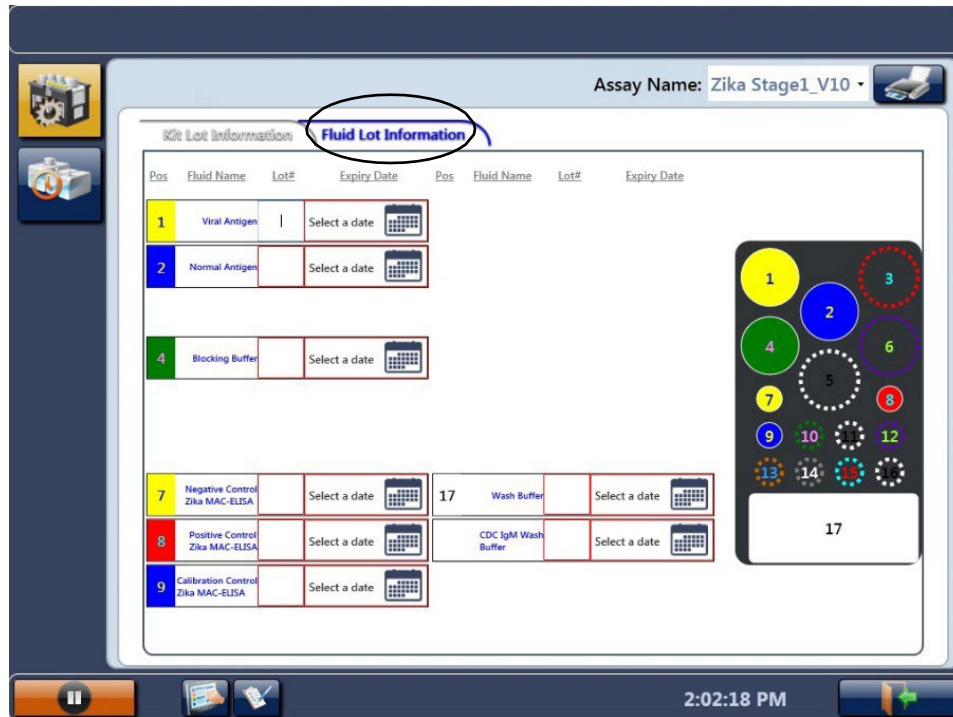 Assay Name: Zika Stage1_V10
Kit Lot Information Fluid Lot Information
Pos Fluid Name Lot# Expiry Date Pos Fluid Name Lot# Expiry Date
1 Viral Antigen Select a date
2 Normal Antigen Select a date
4 Blocking Buffer Select a date
7 Negative Control
Zika MAC-ELISA Select a date
17 Wash Buffer Select a date
8 Positive Control
Zika MAC-ELISA Select a date
CDC IgM Wash
Buffer Select a date
9 Calibration Control
Zika MAC-ELISA Select a date
1 3
2
4 6
5
7 8
9 10 11 12
13 14 15 16
17
2:02:18 PM